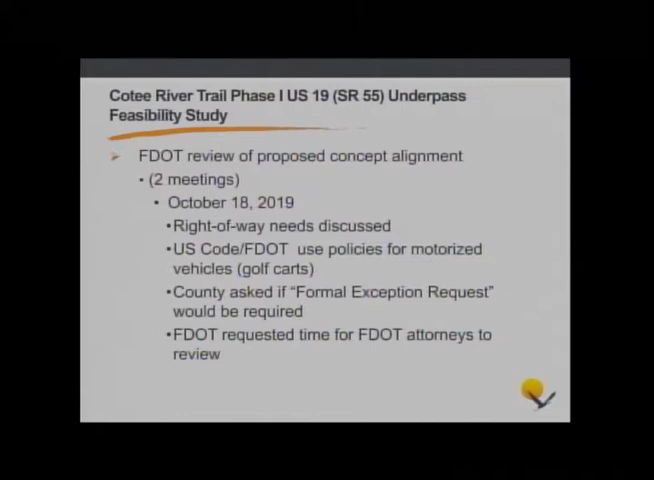 Cotee River Trail Phase I US 19 (SR 55) Underpass
Feasibility Study
➢ FDOT review of proposed concept alignment
• (2 meetings)
• October 18, 2019
•Right-of-way needs discussed
•US Code/FDOT use policies for motorized
vehicles (golf carts)
•County asked if “Formal Exception Request”
would be required
•FDOT requested time for FDOT attorneys to
review